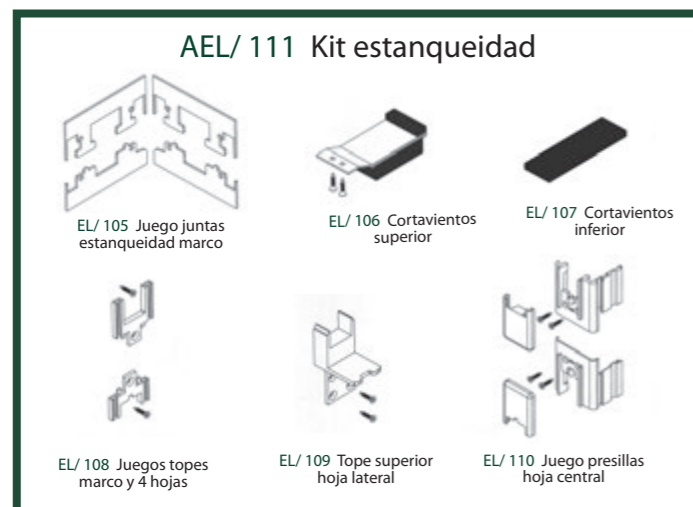 AEL/ 111 Kit estanqueidad
EL/ 105 Juego juntas
estanqueidad marco
EL/ 106 Cortavientos
superior
EL/ 107 Cortavientos
inferior
EL/ 108 Juegos topes
marco y 4 hojas
EL/ 109 Tope superior
hoja lateral
EL/ 110 Juego presillas
hoja central